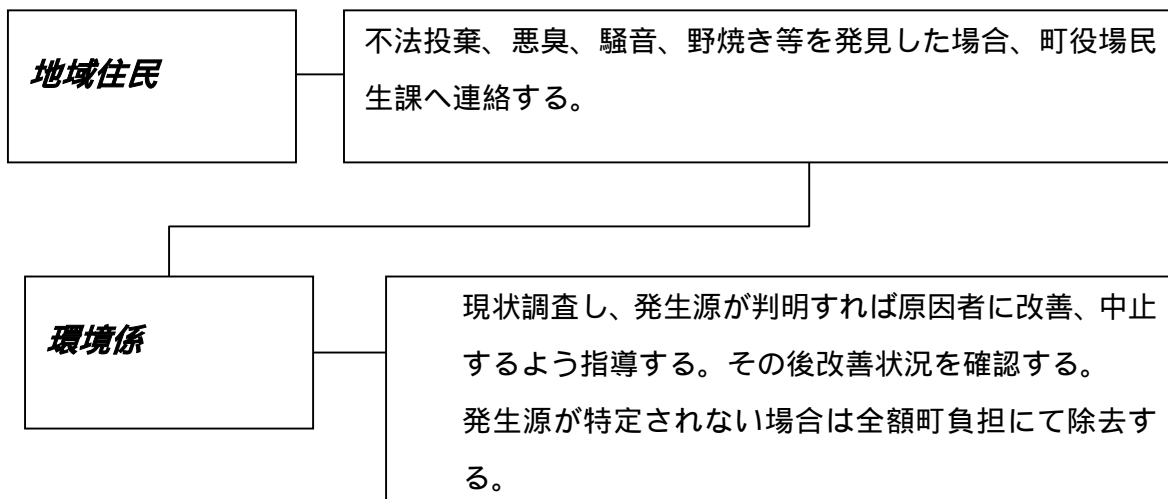 地域住民
不法投棄、悪臭、騒音、野焼き等を発見した場合、町役場民
生課へ連絡する。
環境係
現状調査し、発生源が判明すれば原因者に改善、中止
するよう指導する。その後改善状況を確認する。
発生源が特定されない場合は全額町負担にて除去す
る。